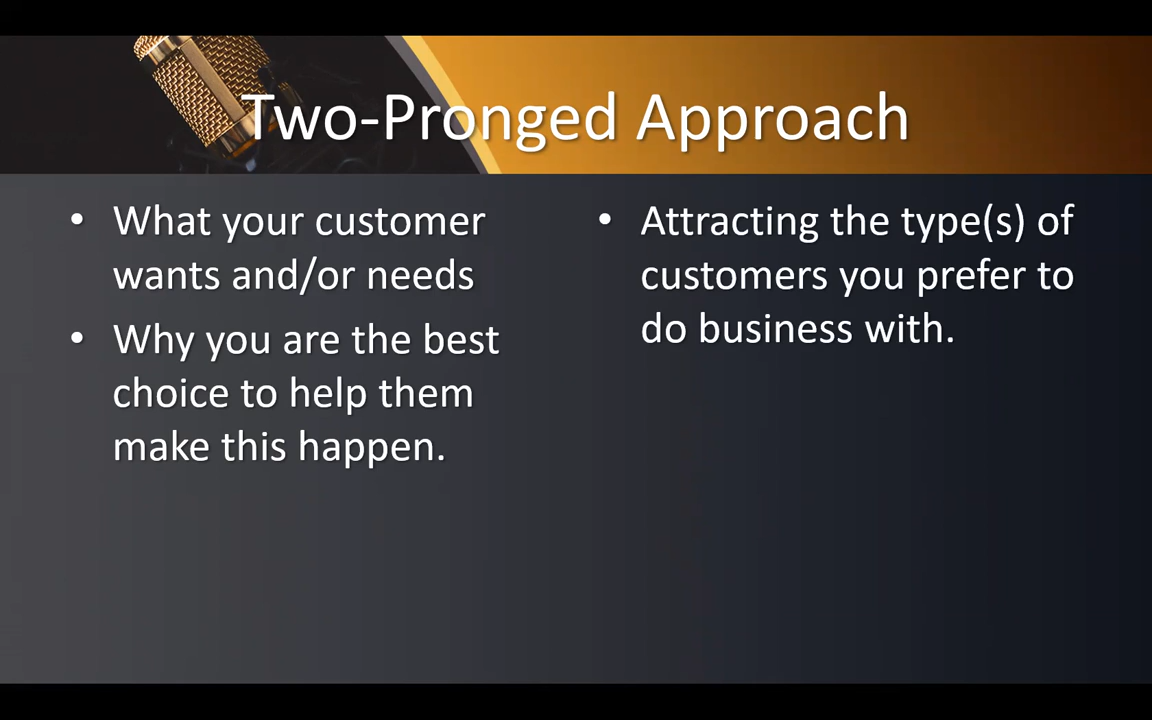 Two-Pronged Approach
• What your customer
wants and/or needs
• Why you are the best
choice to help them
make this happen.
• Attracting the type(s) of
customers you prefer to
do business with.